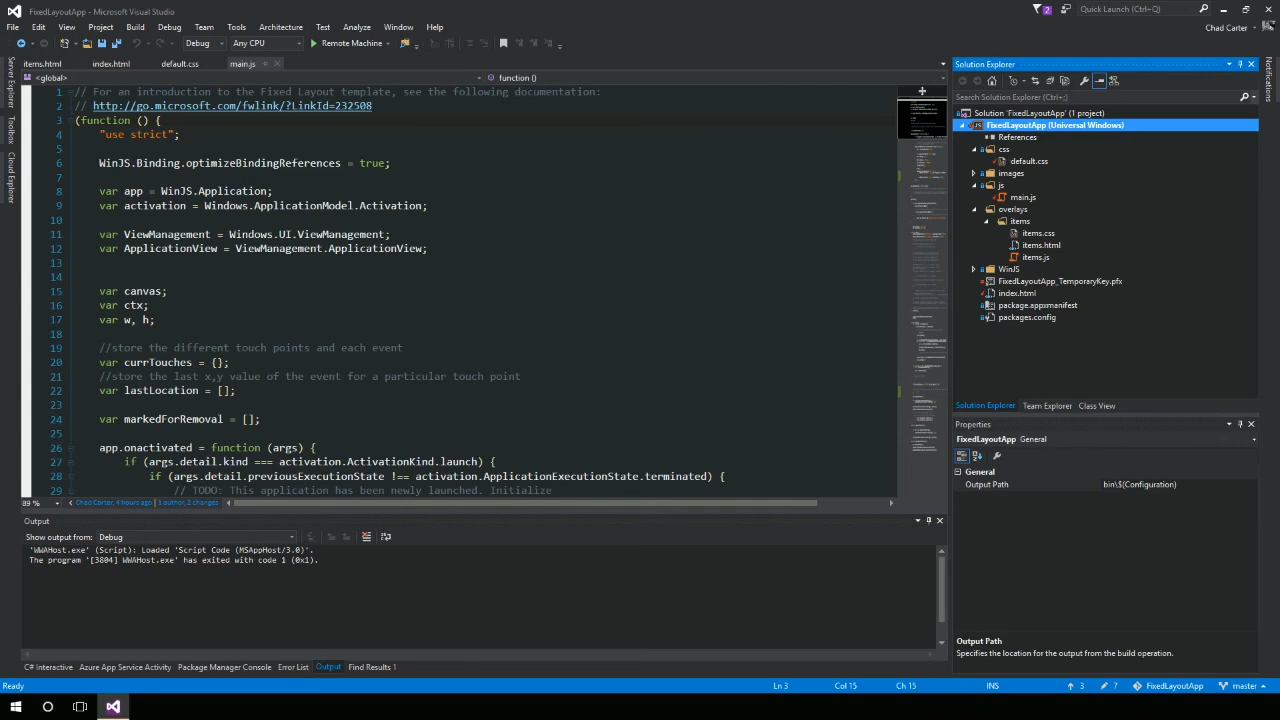 FixedLayoutApp - Microsoft Visual Studio
2
Quick Launch (Ctrl+Q)
File Edit View Project Build Debug Team Tools Architecture Test Analyze Window Help
Chad Carter
Debug Any CPU Remote Machine
items.html index.html default.css main.js
<global> function ()
Server Explorer
Toolbox
Cloud Explorer
1 // For an introduction to the Fixed Layout template, see the following documentation:
2 // http://go.microsoft.com/fwlink/?LinkId=232508
3 (function () {
4 "use strict";
5
6 WinJS.Binding.optimizeBindingReferences = true;
7
8 var app = WinJS.Application;
9 var activation = Windows.ApplicationModel.Activation;
10
11 var ViewManagement = Windows.UI.ViewManagement;
12 var ApplicationView = ViewManagement.ApplicationView;
13
14
15 var canvas;
16 var ctx;
17 var w, h;
18
19 //store the different touch points and each event
20 var currTouches = [];
21 //store the last x,y value of the event for a particular touch point
22 var lastLocation = [];
23
24 var markedForRemoval = [];
25
26 app.onactivated = function (args) {
27 if (args.detail.kind === activation.ActivationKind.launch) {
28 if (args.detail.previousExecutionState !== activation.ApplicationExecutionState.terminated) {
29 // TODO: This application has been newly launched. Initialize
89 % Chad Carter, 4 hours ago 1 author, 2 changes
Output
Show output from: Debug
'WWAHost.exe' (Script): Loaded 'Script Code (MSAppHost/3.0)'.
The program '[3804] WWAHost.exe' has exited with code 1 (0x1).
C# Interactive Azure App Service Activity Package Manager Console Error List Output Find Results 1
Solution Explorer
Search Solution Explorer (Ctrl+;)
Solution 'FixedLayoutApp' (1 project)
FixedLayoutApp (Universal Windows)
References
css
default.css
images
js
main.js
overlays
items
items.css
items.html
items.js
WinJS
FixedLayoutApp_TemporaryKey.pfx
index.html
package.appxmanifest
packages.config
Solution Explorer Team Explorer Class View
Notifications
Properties
FixedLayoutApp General
General
Output Path bin\$(Configuration)
Output Path
Specifies the location for the output from the build operation.
Ready Ln 3 Col 15 Ch 15 INS 3 7 FixedLayoutApp master